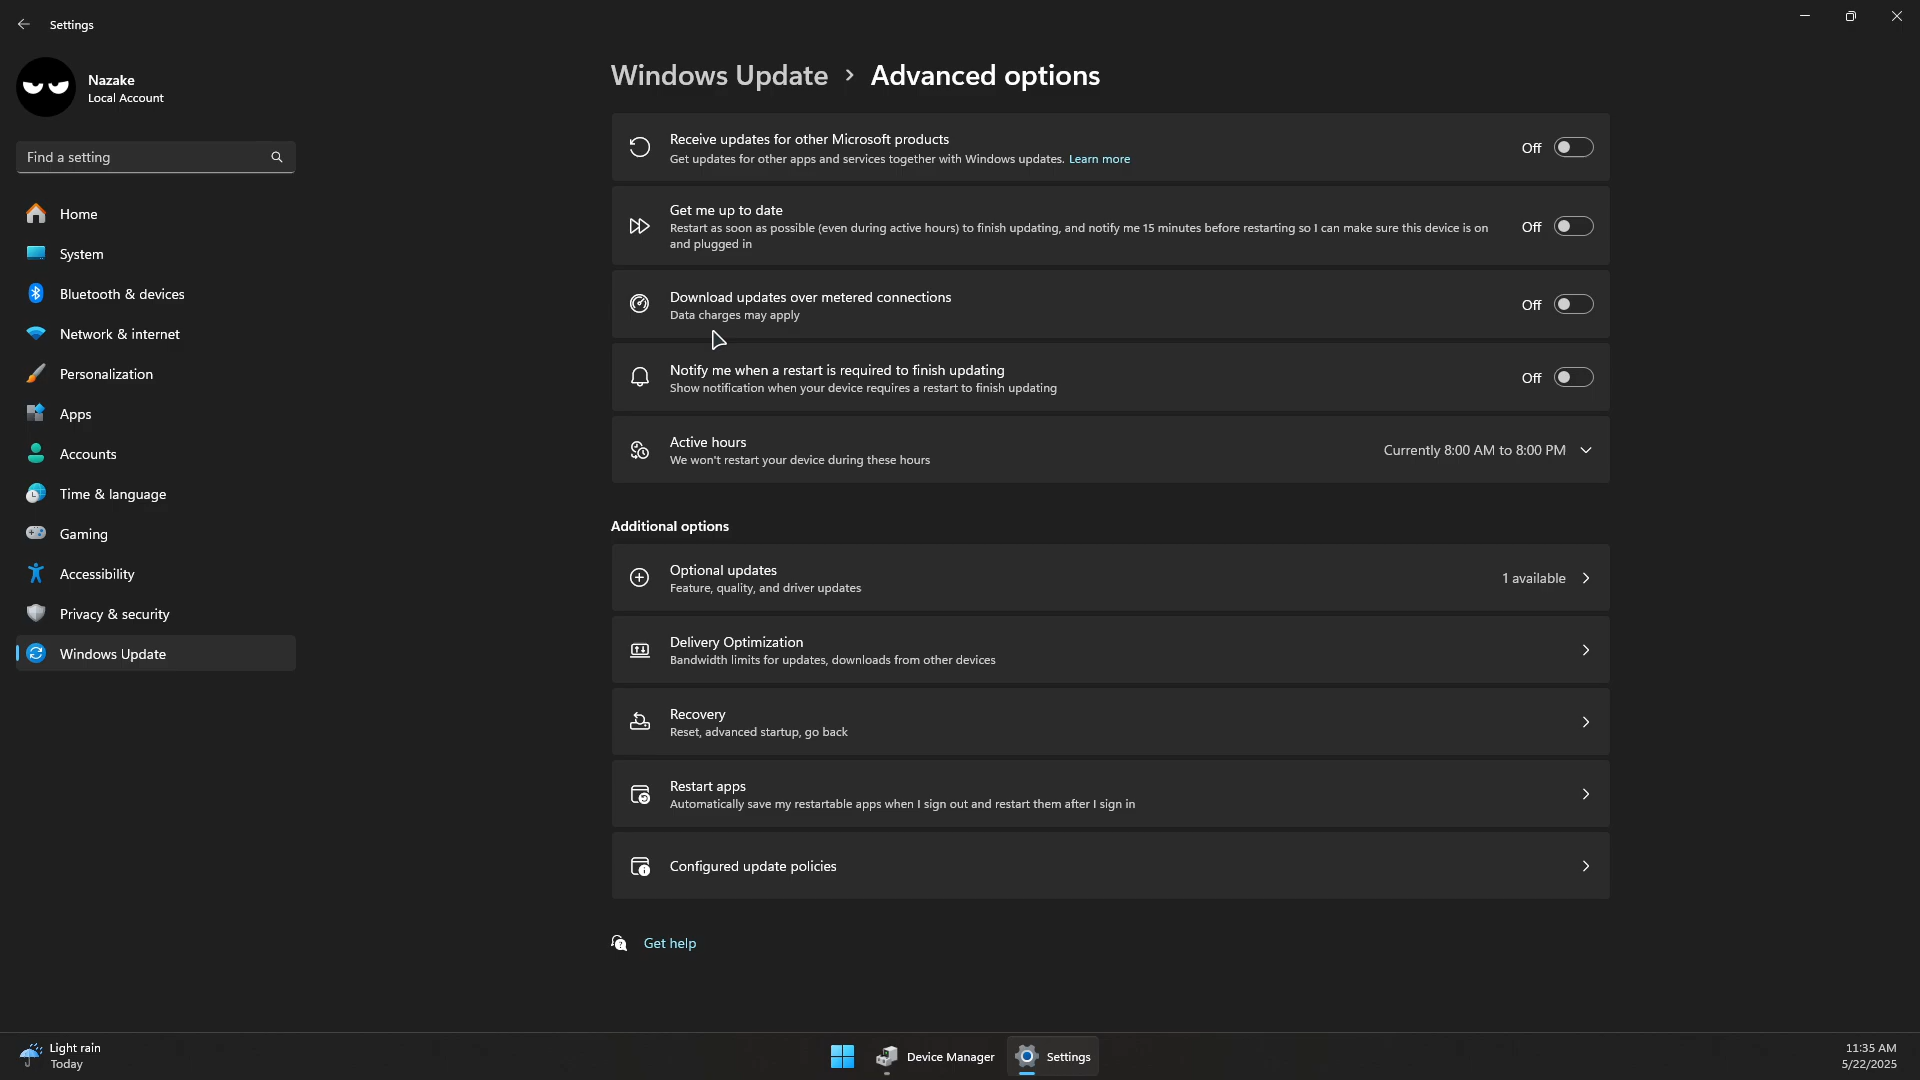 Settings
Nazake
Local Account
Find a setting
Home
System
Bluetooth & devices
Network & internet
Personalization
Apps
Accounts
Time & language
Gaming
Accessibility
Privacy & security
Windows Update
Windows Update › Advanced options
Receive updates for other Microsoft products
Get updates for other apps and services together with Windows updates. Learn more
Off
Get me up to date
Restart as soon as possible (even during active hours) to finish updating, and notify me 15 minutes before restarting so I can make sure this device is on
and plugged in
Off
Download updates over metered connections
Data charges may apply
Off
Notify me when a restart is required to finish updating
Show notification when your device requires a restart to finish updating
Off
Active hours
We won't restart your device during these hours
Currently 8:00 AM to 8:00 PM
Additional options
Optional updates
Feature, quality, and driver updates
1 available
Delivery Optimization
Bandwidth limits for updates, downloads from other devices
Recovery
Reset, advanced startup, go back
Restart apps
Automatically save my restartable apps when I sign out and restart them after I sign in
Configured update policies
Get help
Light rain
Today
Device Manager
Settings
11:35 AM
5/22/2025